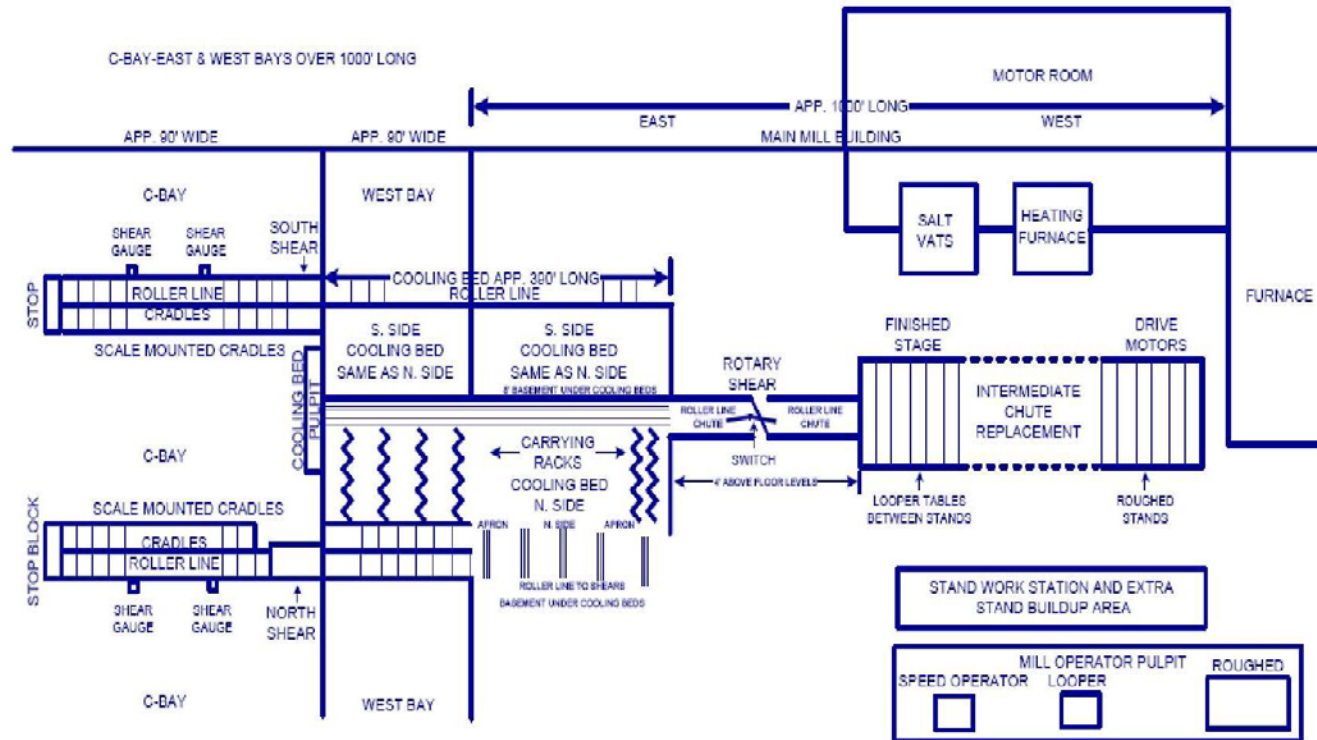 C-BAY-EAST & WEST BAYS OVER 1000' LONG
MOTOR ROOM
APP. 1000' LONG
EAST
WEST
APP. 90' WIDE
APP. 90' WIDE
MAIN MILL BUILDING
C-BAY
WEST BAY
SHEAR
GAUGE
SHEAR
GAUGE
SOUTH
SHEAR
SALT
VATS
HEATING
FURNACE
COOLING BED APP. 390' LONG
STOP
ROLLER LINE
ROLLER LINE
CRADLES
FURNACE
SCALE MOUNTED CRADLES
COOLING BED
PULPIT
S. SIDE
COOLING BED
SAME AS N. SIDE
S. SIDE
COOLING BED
SAME AS N. SIDE
8' BASEMENT UNDER COOLING BEDS
ROTARY
SHEAR
FINISHED
STAGE
DRIVE
MOTORS
ROLLER LINE
CHUTE
ROLLER LINE
CHUTE
INTERMEDIATE
CHUTE
REPLACEMENT
SWITCH
C-BAY
CARRYING
RACKS
COOLING BED
N. SIDE
4' ABOVE FLOOR LEVELS
LOOPER TABLES
BETWEEN STANDS
ROUGHED
STANDS
SCALE MOUNTED CRADLES
APRON
N. SIDE
APRON
STOP BLOCK
CRADLES
ROLLER LINE
ROLLER LINE TO SHEARS
BASEMENT UNDER COOLING BEDS
SHEAR
GAUGE
SHEAR
GAUGE
NORTH
SHEAR
STAND WORK STATION AND EXTRA
STAND BUILDUP AREA
MILL OPERATOR PULPIT
ROUGHED
SPEED OPERATOR
LOOPER
C-BAY
WEST BAY